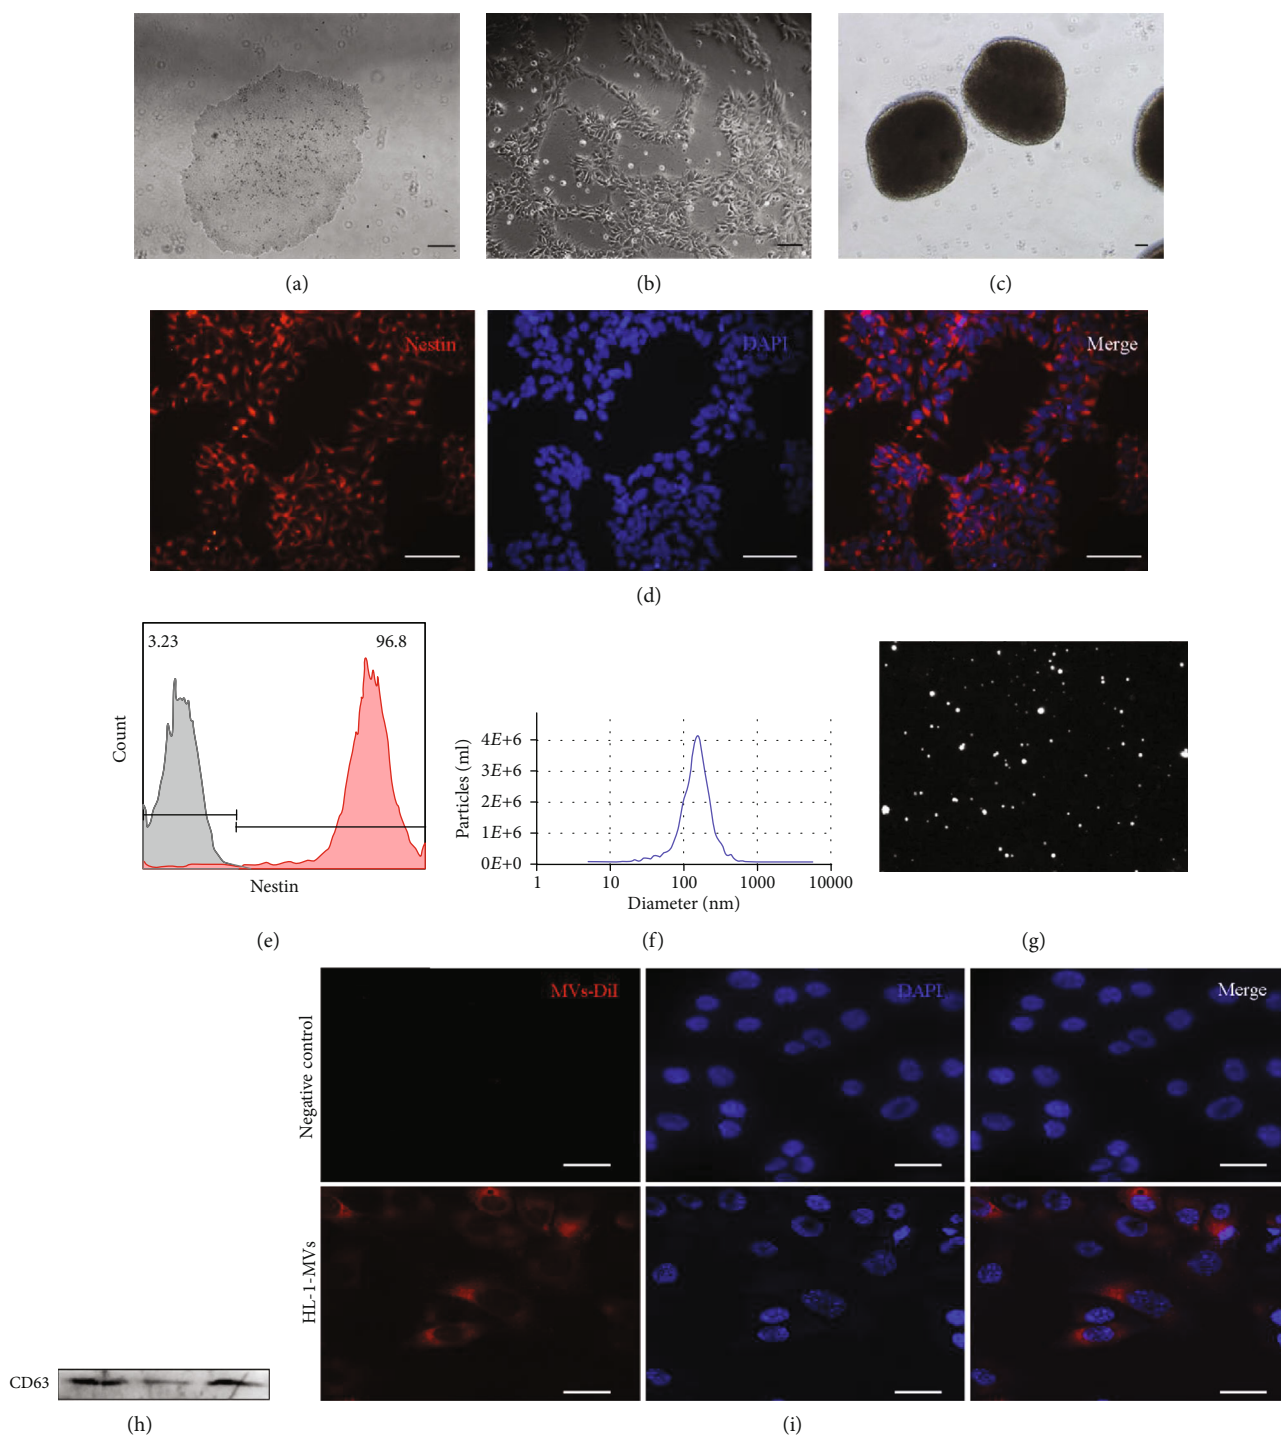 (a)
(b)
(c)
Nestin
DAPI
Merge
(d)
3.23
96.8
Count
Nestin
(e)
Particles (ml)
4E+6
3E+6
2E+6
1E+6
0E+0
1
10
100
1000
10000
Diameter (nm)
(f)
(g)
MVs-DiI
DAPI
Merge
Negative control
HL-1-MVs
CD63
(h)
(i)